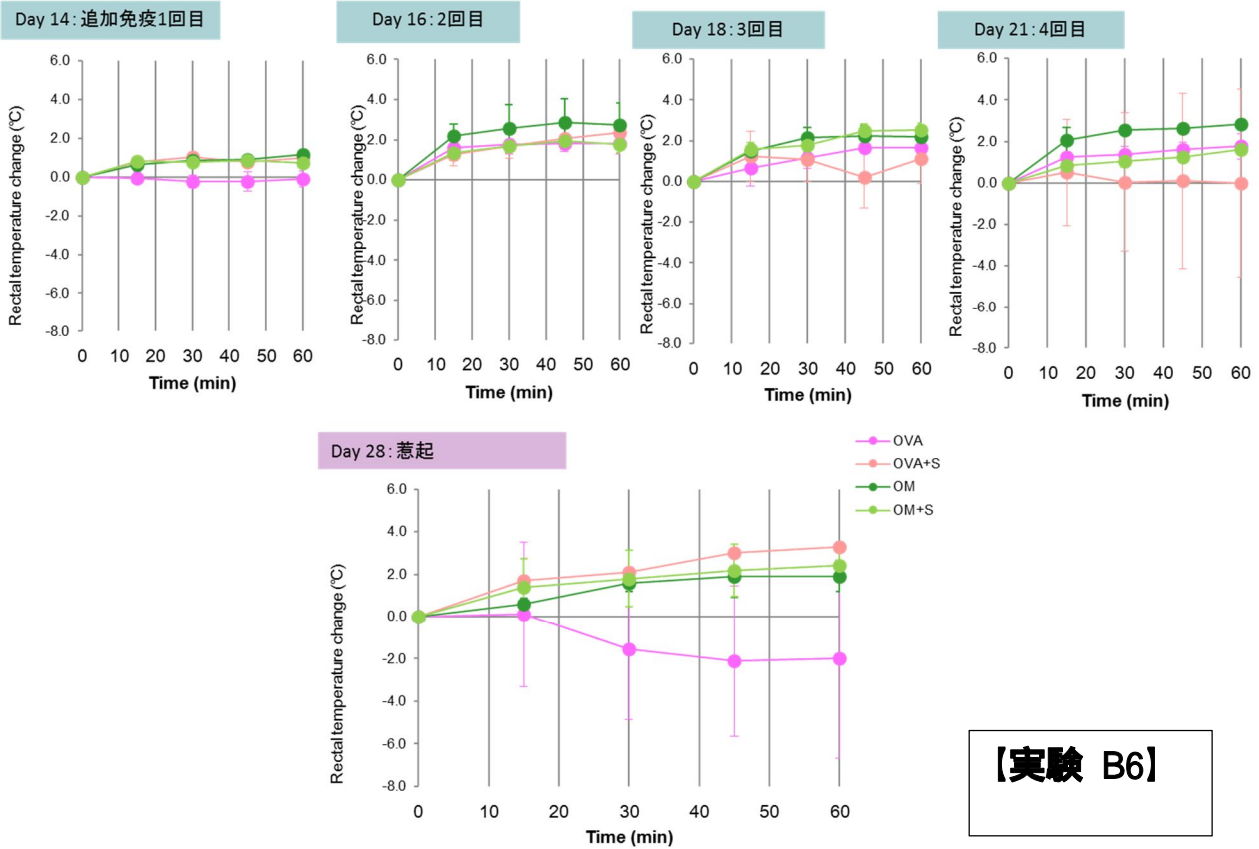 Day 14：追加免疫1回目
Day 16：2回目
Day 18：3回目
Day 21：4回目
Rectal temperature change (℃)
6.0
4.0
2.0
0.0
-2.0
-4.0
-6.0
-8.0
0 10 20 30 40 50 60
Time (min)
Rectal temperature change (℃)
6.0
4.0
2.0
0.0
-2.0
-4.0
-6.0
-8.0
0 10 20 30 40 50 60
Time (min)
Rectal temperature change (℃)
6.0
4.0
2.0
0.0
-2.0
-4.0
-6.0
-8.0
0 10 20 30 40 50 60
Time (min)
Rectal temperature change (℃)
6.0
4.0
2.0
0.0
-2.0
-4.0
-6.0
-8.0
0 10 20 30 40 50 60
Time (min)
Day 28：惹起
OVA
OVA+S
OM
OM+S
Rectal temperature change (℃)
6.0
4.0
2.0
0.0
-2.0
-4.0
-6.0
-8.0
0 10 20 30 40 50 60
Time (min)
【実験 B6】